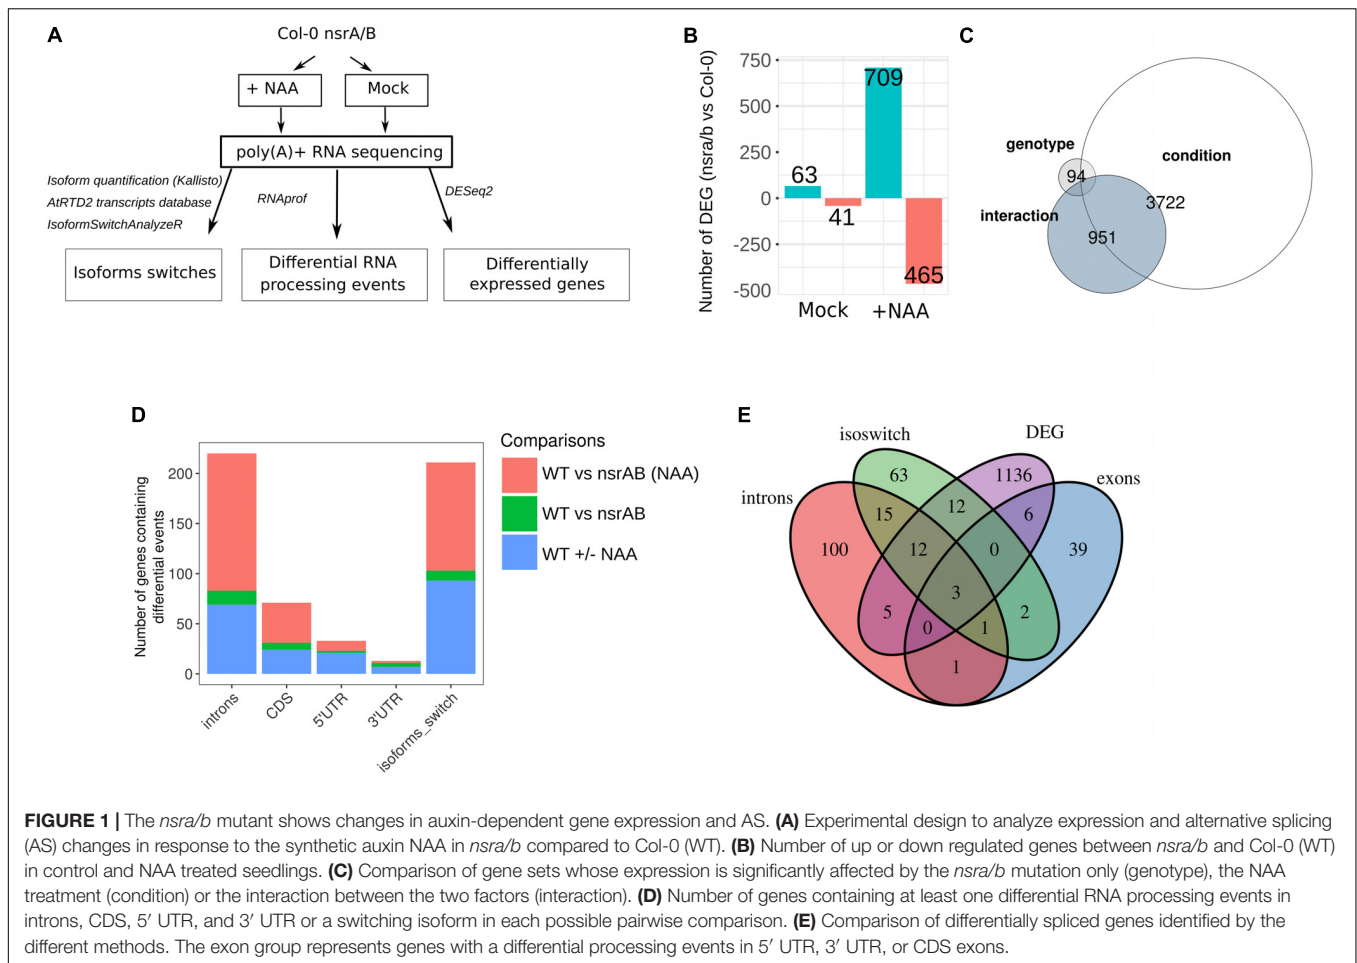 A
Col-0 nsrA/B
+ NAA
Mock
poly(A)+ RNA sequencing
Isoform quantification (Kallisto)
AtRTD2 transcripts database
IsoformSwitchAnalyzeR
RNAprof
DESeq2
Isoforms switches
Differential RNA
processing events
Differentially
expressed genes
B
Number of DEG (nsra/b vs Col-0)
750
500
250
0
-250
-500
63
41
709
465
Mock
+NAA
C
genotype
94
condition
interaction
3722
951
D
Number of genes containing
differential events
200
150
100
50
0
introns
CDS
5'UTR
3'UTR
isoforms_switch
Comparisons
WT vs nsrAB (NAA)
WT vs nsrAB
WT +/- NAA
E
isoswitch
DEG
introns
exons
63
1136
15
12
6
100
12
0
39
3
5
0
1
2
1
FIGURE 1 | The nsra/b mutant shows changes in auxin-dependent gene expression and AS. (A) Experimental design to analyze expression and alternative splicing
(AS) changes in response to the synthetic auxin NAA in nsra/b compared to Col-0 (WT). (B) Number of up or down regulated genes between nsra/b and Col-0 (WT)
in control and NAA treated seedlings. (C) Comparison of gene sets whose expression is significantly affected by the nsra/b mutation only (genotype), the NAA
treatment (condition) or the interaction between the two factors (interaction). (D) Number of genes containing at least one differential RNA processing events in
introns, CDS, 5′ UTR, and 3′ UTR or a switching isoform in each possible pairwise comparison. (E) Comparison of differentially spliced genes identified by the
different methods. The exon group represents genes with a differential processing events in 5′ UTR, 3′ UTR, or CDS exons.